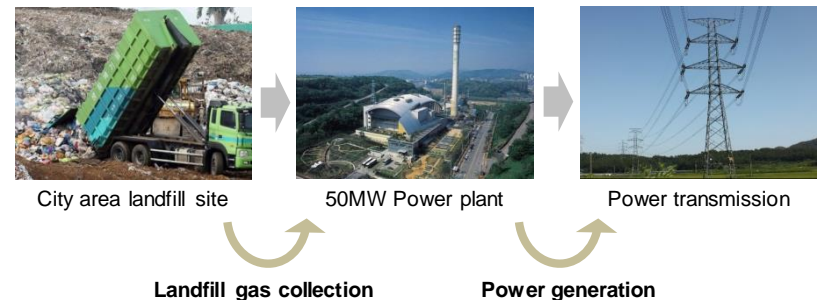 City area landfill site
50MW Power plant
Power transmission
Landfill gas collection
Power generation